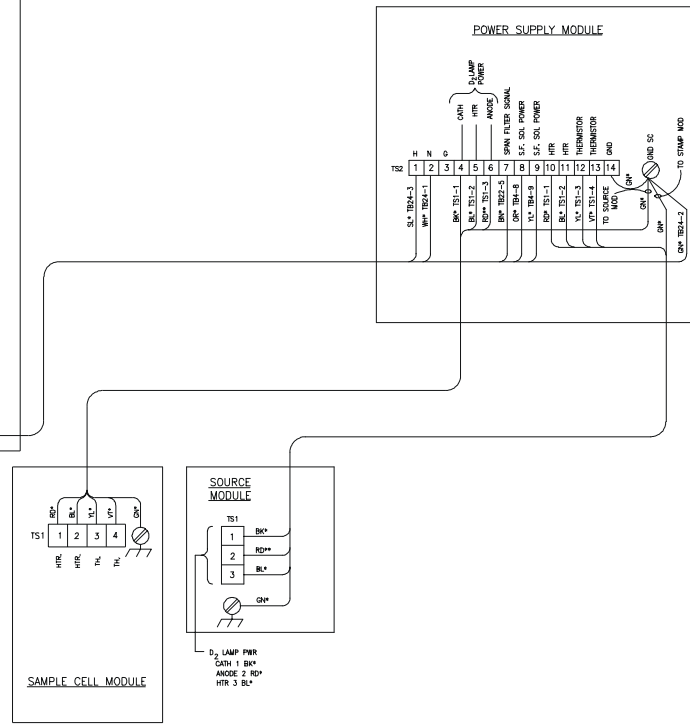 POWER SUPPLY MODULE
D2 LAMP
POWER
CATH
HTR
ANODE
SPAN FILTER SIGNAL
S.F. SOL POWER
S.F. SOL POWER
HTR
HTR
THERMISTOR
THERMISTOR
GND
GND SC
TO STAMP MOD
H N G
TS2 1 2 3 4 5 6 7 8 9 10 11 12 13 14
SL* TB24-3
WH* TB24-1
BK* TS1-1
BL* TS1-2
RD** TS1-3
BN* TB22-5
OR* TB4-8
YL* TB4-9
RD* TS1-1
BL* TS1-2
YL* TS1-3
VT* TS1-4
TO SOURCE
MOD
GN*
GN*
GN*
GN* TB24-2
RD*
BL*
YL*
VT*
GN*
TS1 1 2 3 4
HTR.
HTR.
TH.
TH.
SAMPLE CELL MODULE
SOURCE
MODULE
TS1
1 BK*
2 RD**
3 BL*
GN*
D2 LAMP PWR
CATH 1 BK*
ANODE 2 RD*
HTR 3 BL*